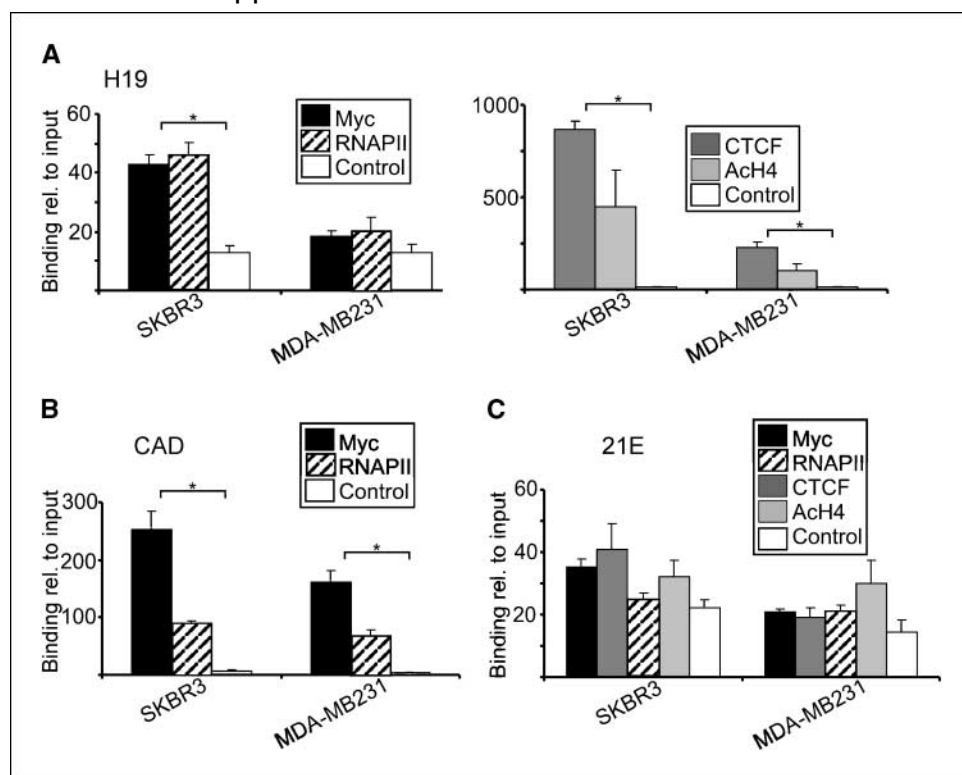 A
H19
Binding rel. to input
60
40
20
*
Myc
RNAPII
Control
SKBR3
MDA-MB231
1000
500
*
*
CTCF
AcH4
Control
SKBR3
MDA-MB231
B
CAD
Binding rel. to input
300
200
100
*
*
Myc
RNAPII
Control
SKBR3
MDA-MB231
C
21E
Binding rel. to input
60
40
20
Myc
RNAPII
CTCF
AcH4
Control
SKBR3
MDA-MB231